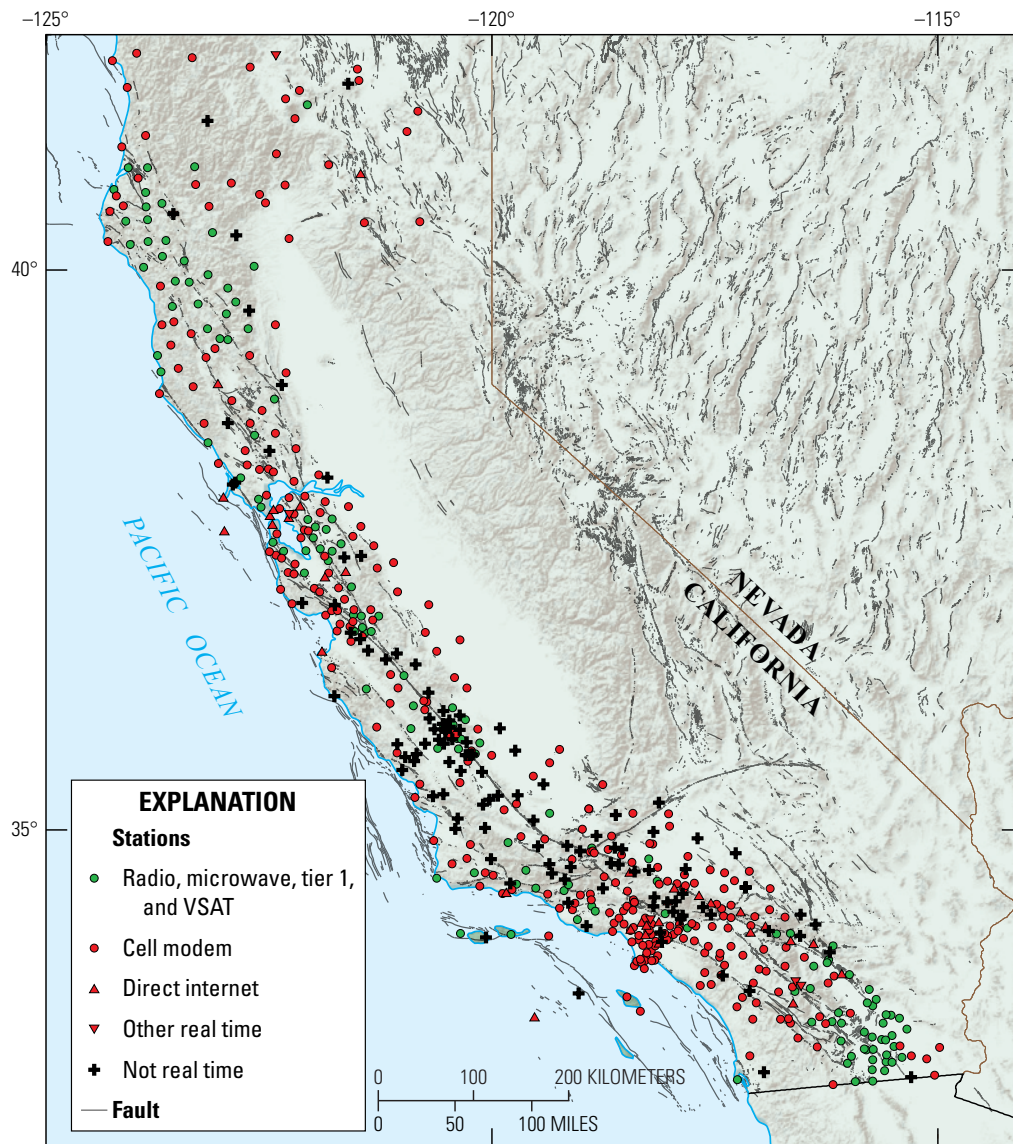 –125°
–120°
–115°
40°
35°
PACIFIC OCEAN
NEVADA
CALIFORNIA
EXPLANATION
Stations
Radio, microwave, tier 1,
and VSAT
Cell modem
Direct internet
Other real time
Not real time
Fault
0 100 200 KILOMETERS
0 50 100 MILES